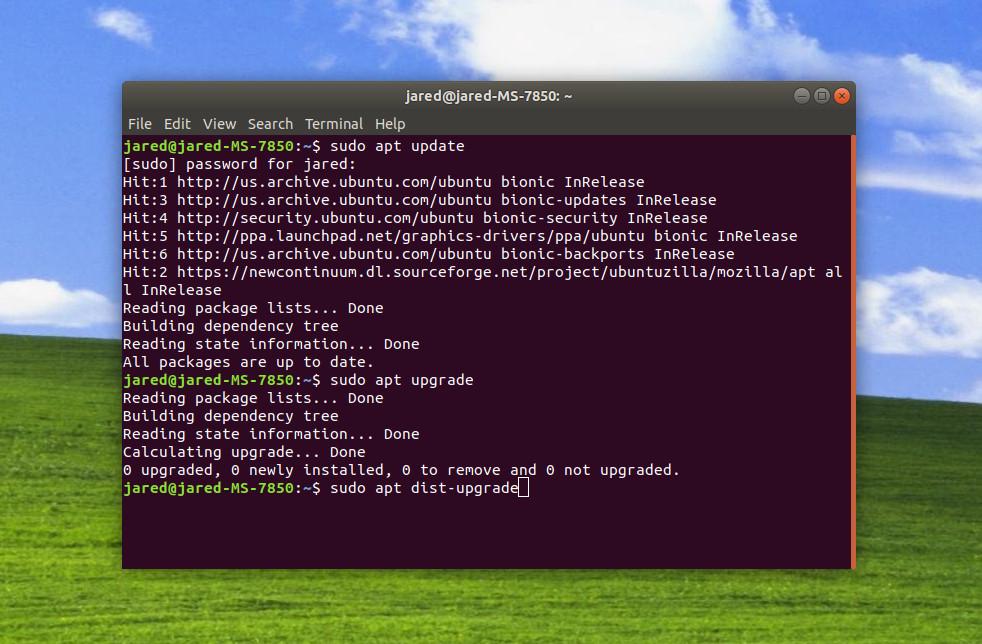 jared@jared-MS-7850: ~
File Edit View Search Terminal Help
jared@jared-MS-7850:~$ sudo apt update
[sudo] password for jared:
Hit:1 http://us.archive.ubuntu.com/ubuntu bionic InRelease
Hit:3 http://us.archive.ubuntu.com/ubuntu bionic-updates InRelease
Hit:4 http://security.ubuntu.com/ubuntu bionic-security InRelease
Hit:5 http://ppa.launchpad.net/graphics-drivers/ppa/ubuntu bionic InRelease
Hit:6 http://us.archive.ubuntu.com/ubuntu bionic-backports InRelease
Hit:2 https://newcontinuum.dl.sourceforge.net/project/ubuntuzilla/mozilla/apt al
l InRelease
Reading package lists... Done
Building dependency tree
Reading state information... Done
All packages are up to date.
jared@jared-MS-7850:~$ sudo apt upgrade
Reading package lists... Done
Building dependency tree
Reading state information... Done
Calculating upgrade... Done
0 upgraded, 0 newly installed, 0 to remove and 0 not upgraded.
jared@jared-MS-7850:~$ sudo apt dist-upgrade